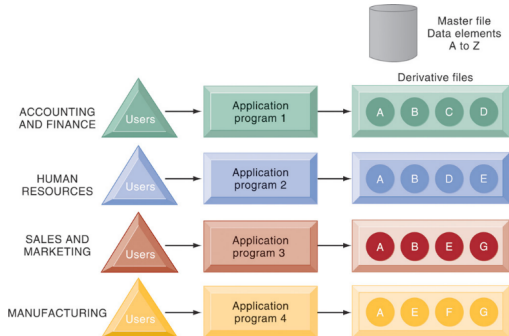 Master file
Data elements
A to Z
Derivative files
ACCOUNTING
AND FINANCE
Users
Application
program 1
A B C D
HUMAN
RESOURCES
Users
Application
program 2
A B D E
SALES AND
MARKETING
Users
Application
program 3
A B E G
MANUFACTURING
Users
Application
program 4
A E F G